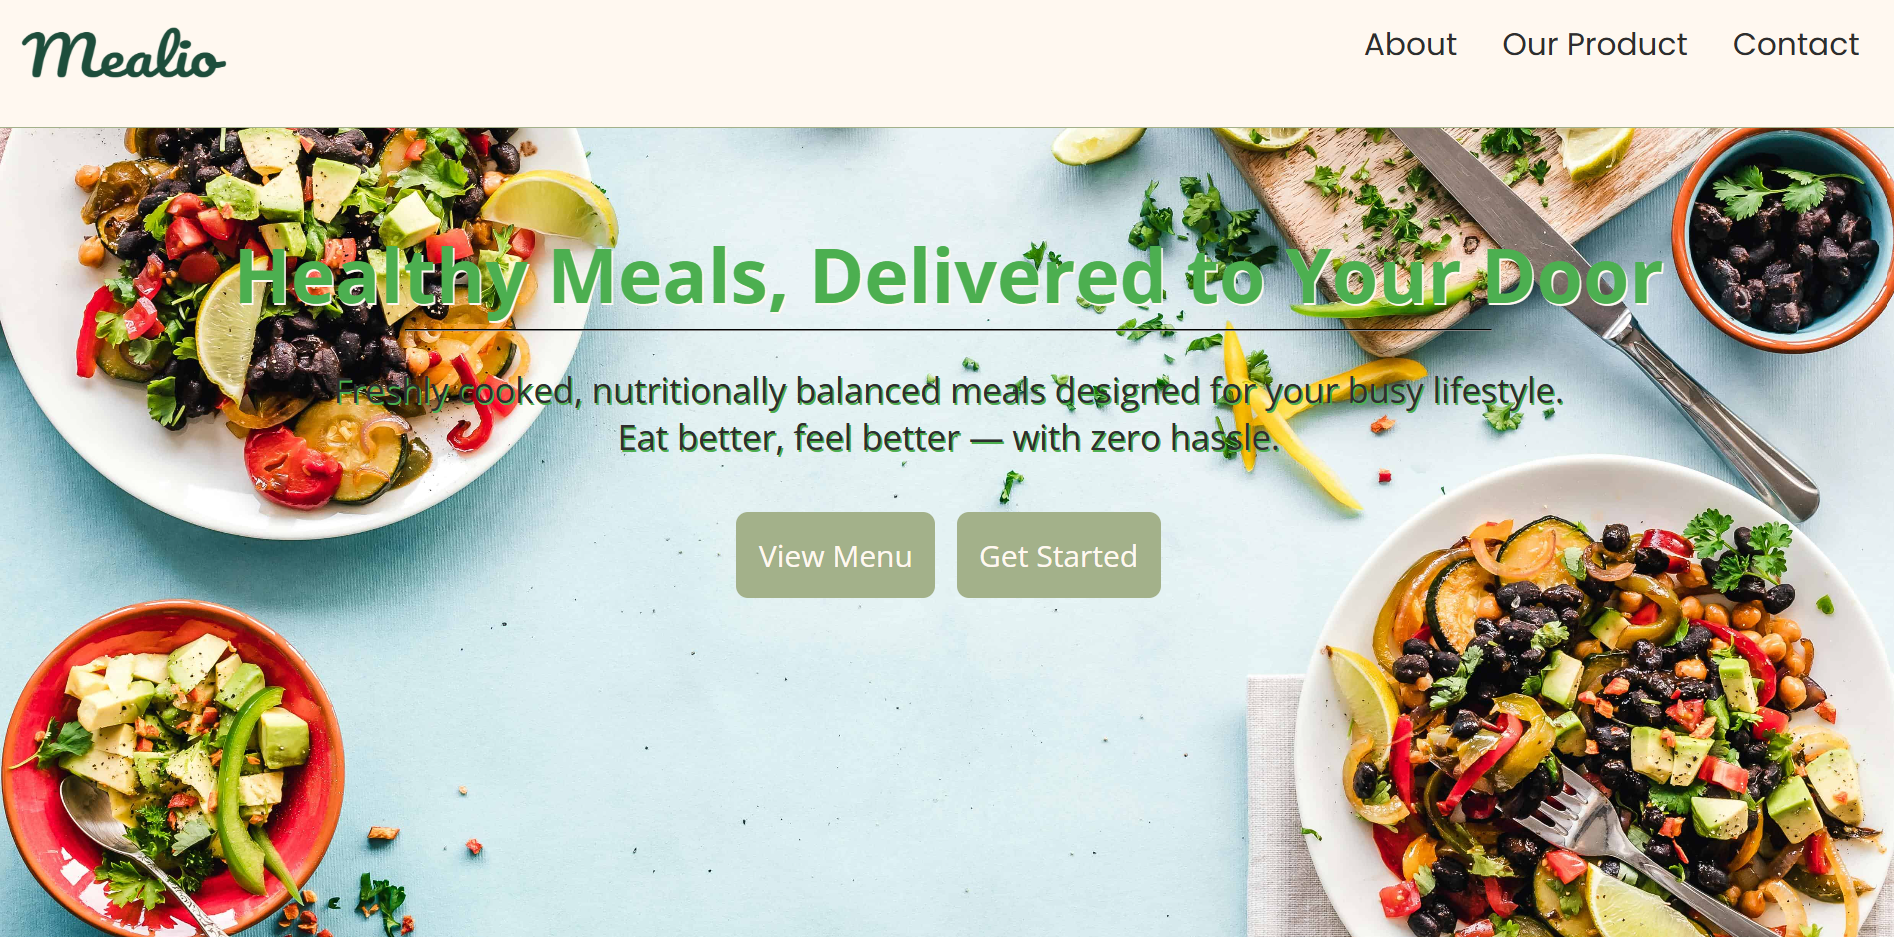 Mealio
About
Our Product
Contact
Healthy Meals, Delivered to Your Door
Freshly cooked, nutritionally balanced meals designed for your busy lifestyle.
Eat better, feel better — with zero hassle.
View Menu
Get Started